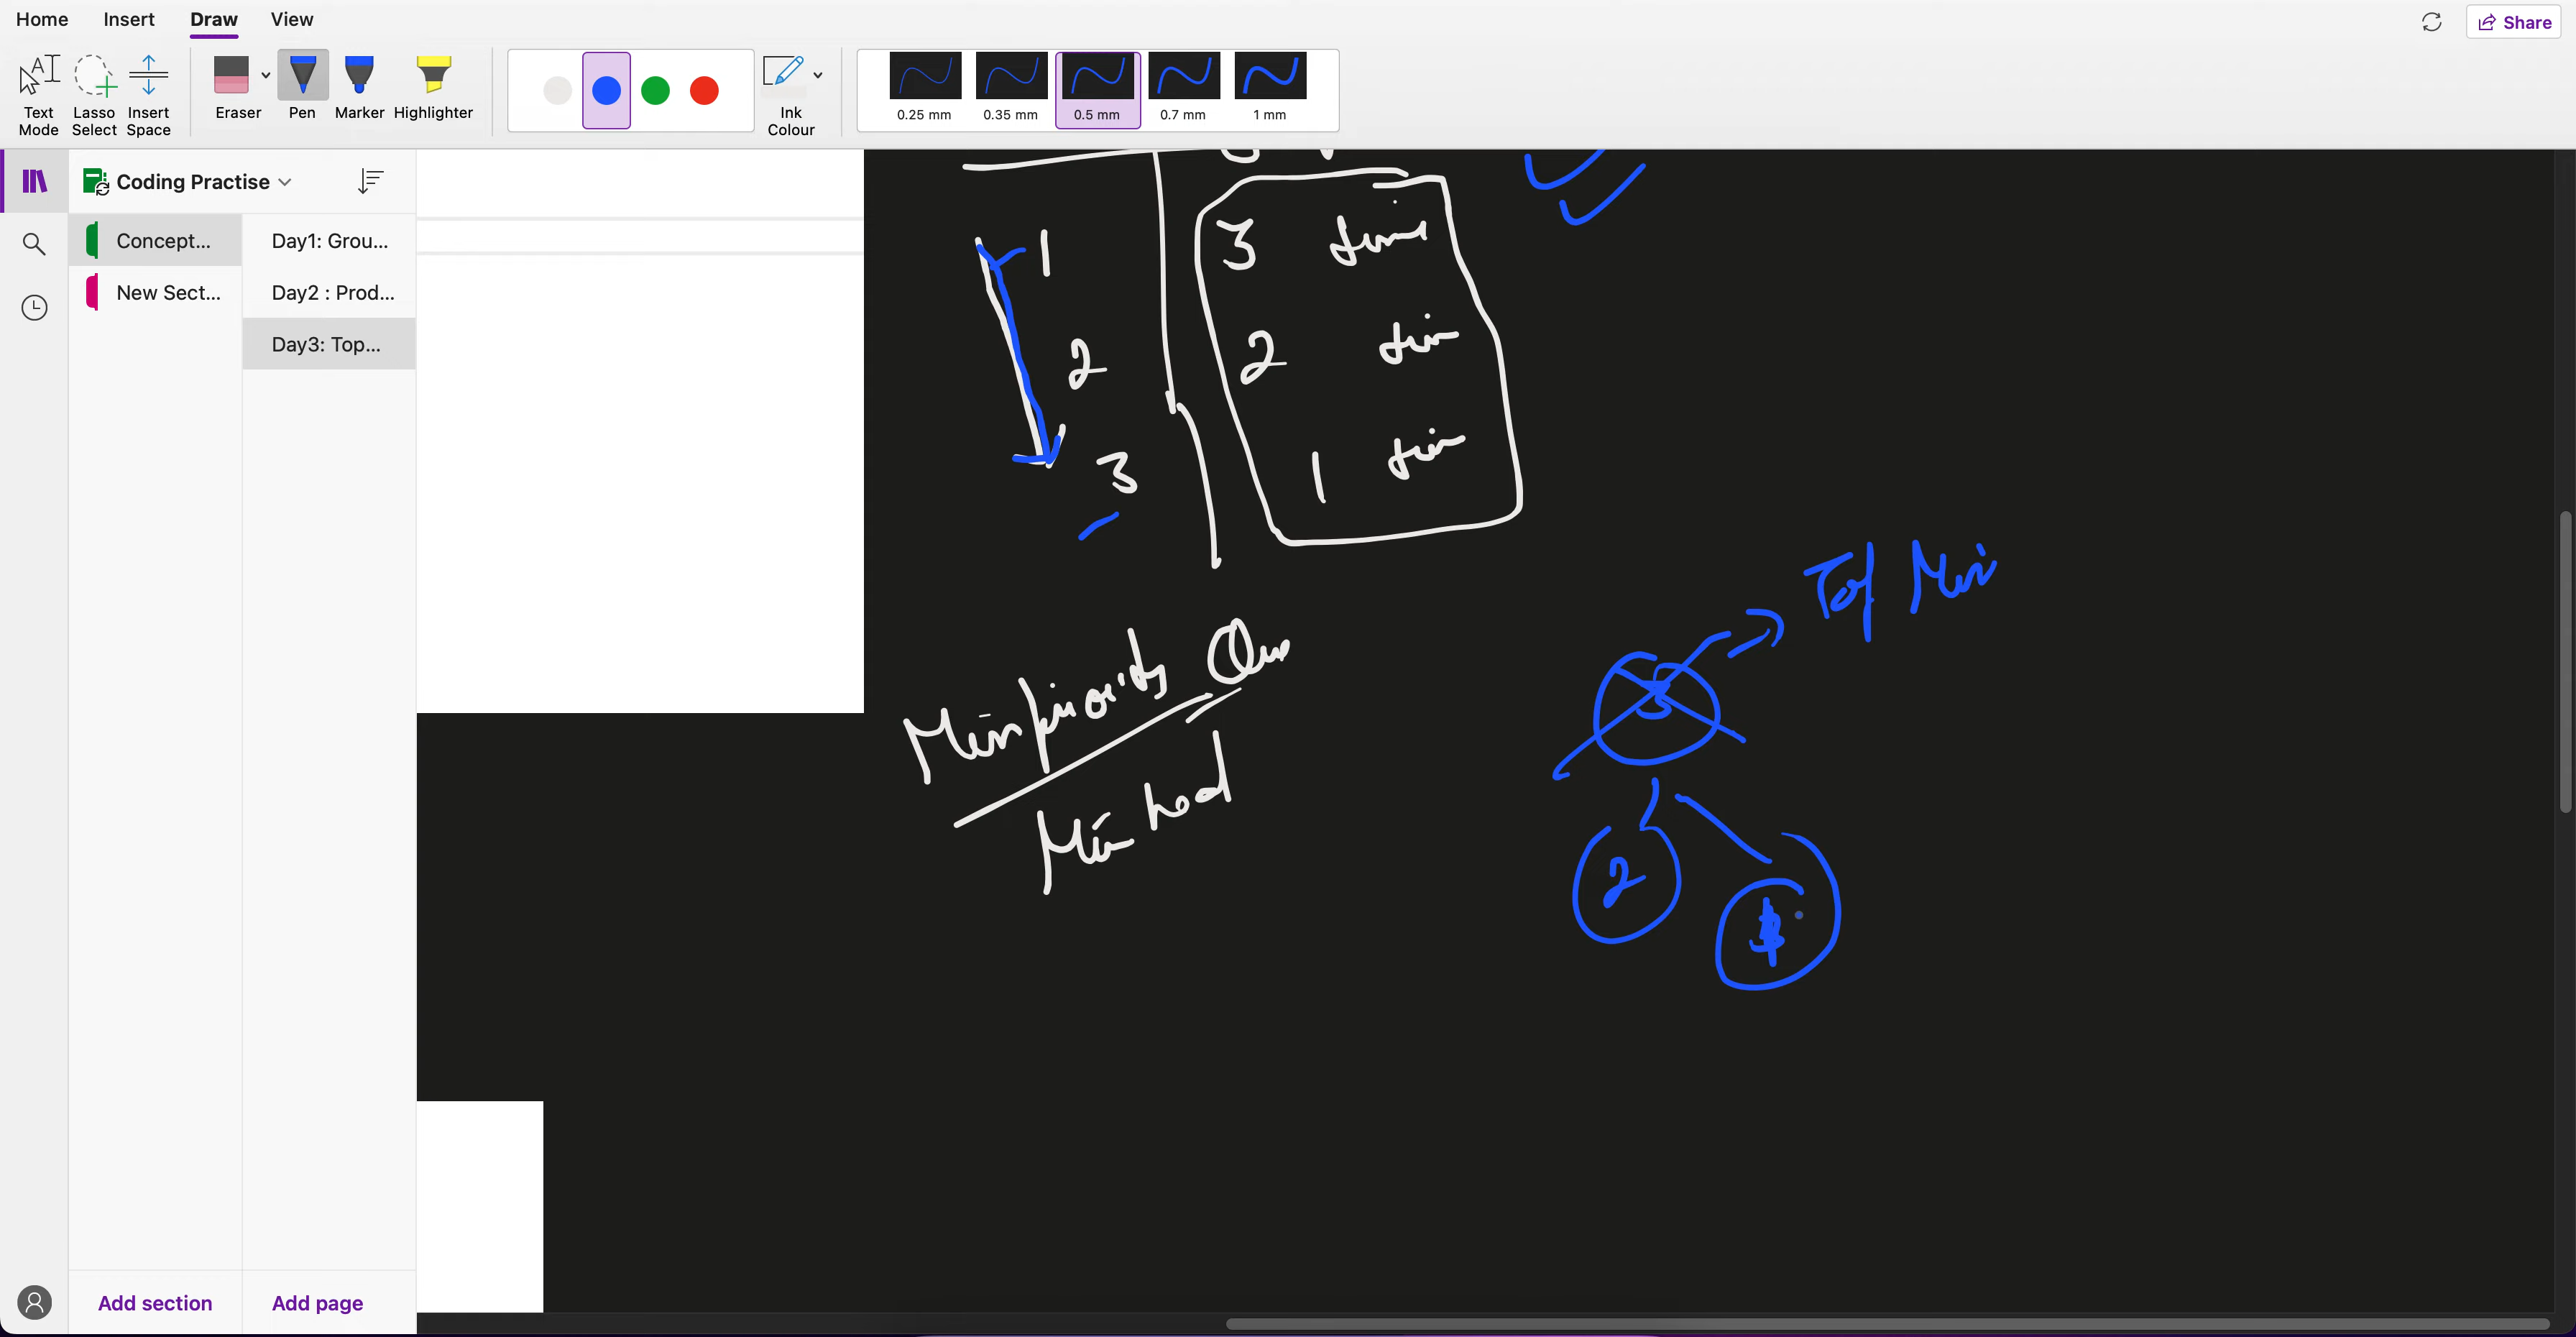 Home Insert Draw View
Share
Text Mode
Lasso Select
Insert Space
Eraser
Pen
Marker
Highlighter
Ink Colour
0.25 mm
0.35 mm
0.5 mm
0.7 mm
1 mm
Coding Practise
Concept...
New Sect...
Day1: Grou...
Day2 : Prod...
Day3: Top...
1 3
2 2
3 1
Top Min
Min
Min
2
Add section
Add page